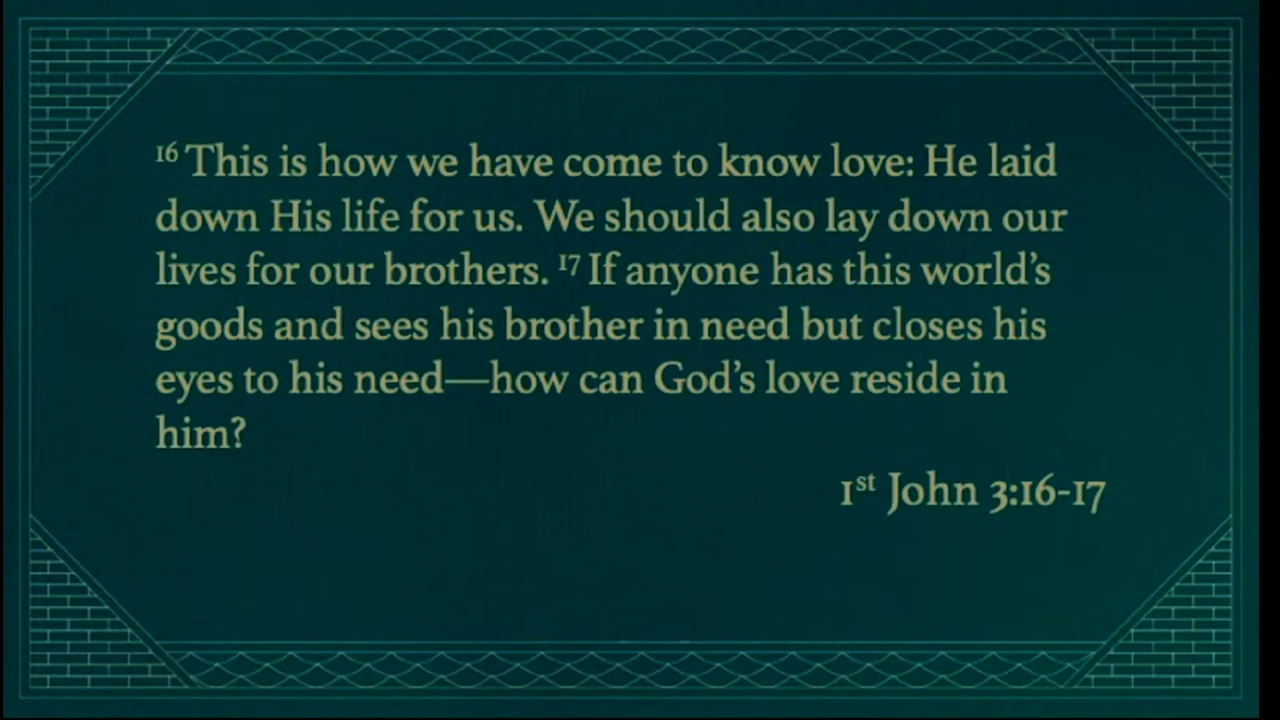 16 This is how we have come to know love: He laid
down His life for us. We should also lay down our
lives for our brothers. 17 If anyone has this world’s
goods and sees his brother in need but closes his
eyes to his need—how can God’s love reside in
him?
1st John 3:16-17